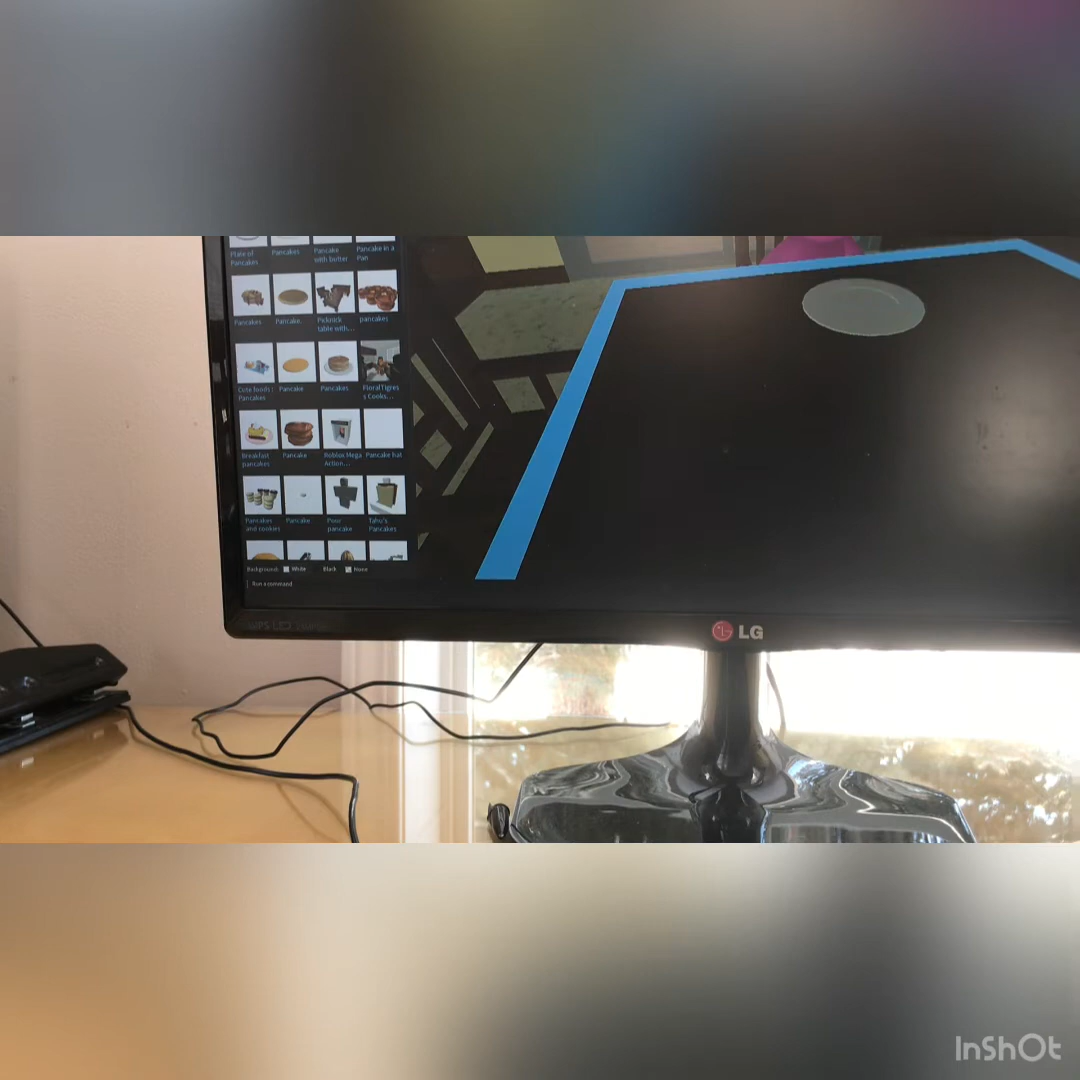 Plate of Pancakes
Pancakes
Pancake with butter
Pancake in a Pan
Pancakes
Pancake
Picknick table with...
pancakes
Cute foods: Pancakes
Pancake
Pancakes
FloralTigress Cooks...
Breakfast pancakes
Pancake
Roblox Mega Action...
Pancake hat
Pancakes and cookies
Pancake
Poor pancake
Tahu's Pancakes
Background: White Black None
Run a command
LG
InShOt